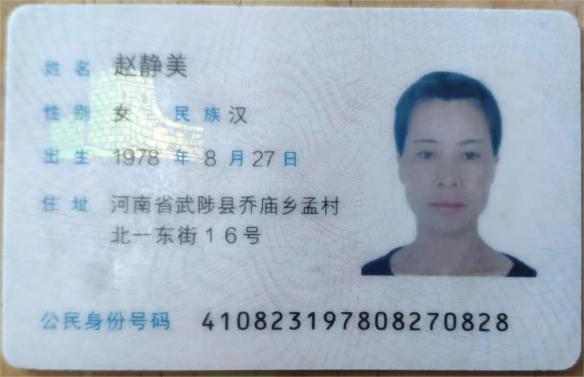 姓名 赵静美
性别 女 民族 汉
出生 1978 年 8 月 27 日
住址 河南省武陟县乔庙乡孟村
北一东街16号
公民身份号码 410823197808270828